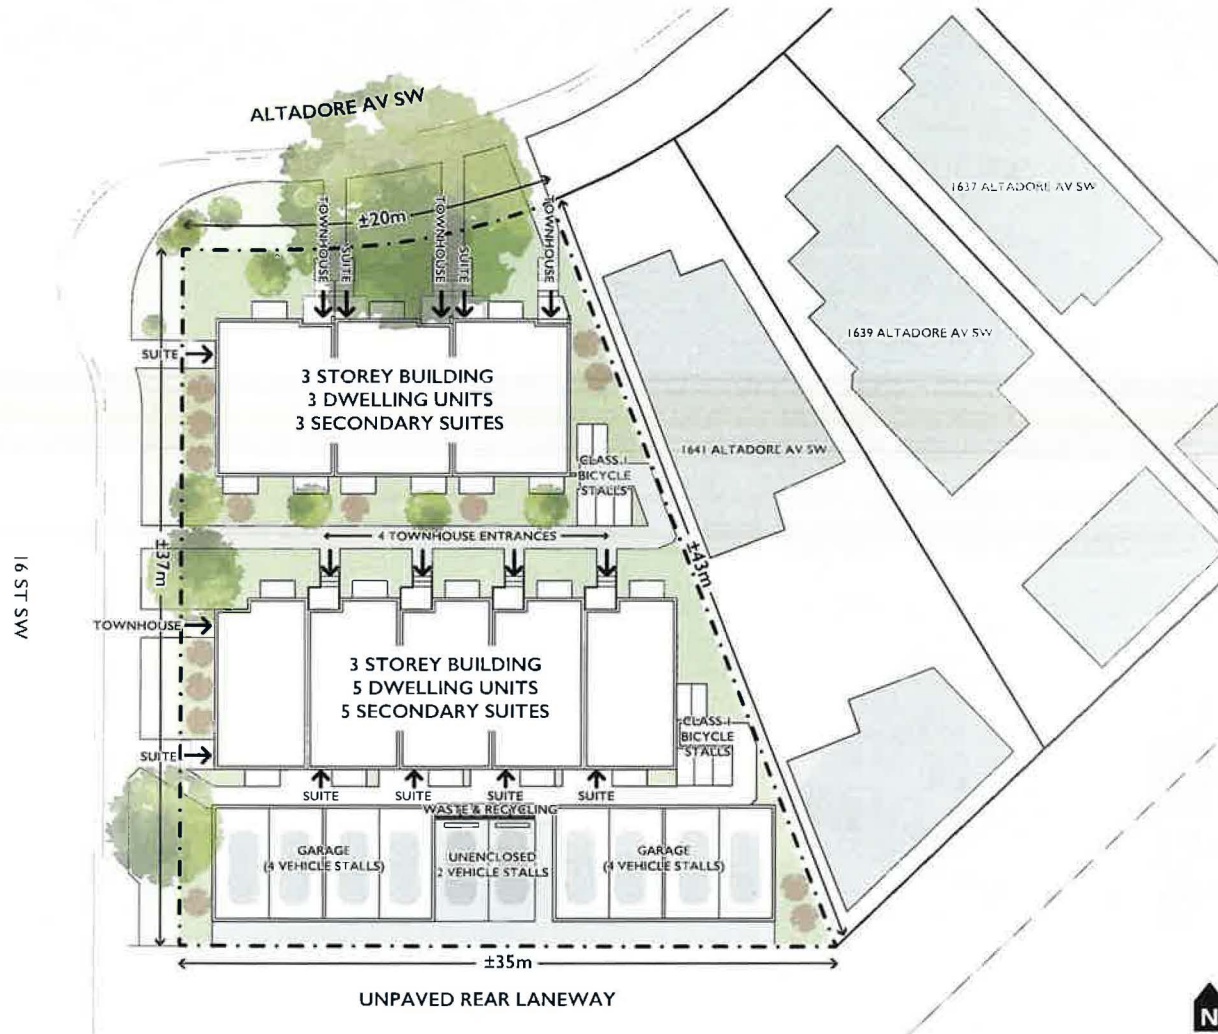 ALTADORE AV SW
±20m
TOWNHOUSE
SUITE
TOWNHOUSE
SUITE
TOWNHOUSE
1637 ALTADORE AV SW
1639 ALTADORE AV SW
1641 ALTADORE AV SW
SUITE
3 STOREY BUILDING
3 DWELLING UNITS
3 SECONDARY SUITES
CLASS-1
BICYCLE
STALLS
4 TOWNHOUSE ENTRANCES
±37m
±43m
16 ST SW
TOWNHOUSE
3 STOREY BUILDING
5 DWELLING UNITS
5 SECONDARY SUITES
CLASS-1
BICYCLE
STALLS
SUITE
SUITE
SUITE
SUITE
SUITE
WASTE & RECYCLING
GARAGE
(4 VEHICLE STALLS)
UNENCLOSED
2 VEHICLE STALLS
GARAGE
(4 VEHICLE STALLS)
±35m
UNPAVED REAR LANEWAY
N